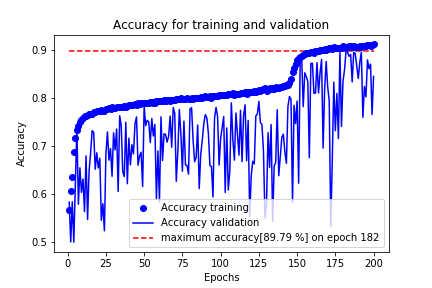 Accuracy for training and validation
Accuracy
0.9
0.8
0.7
0.6
0.5
Accuracy training
Accuracy validation
maximum accuracy[89.79 %] on epoch 182
0 25 50 75 100 125 150 175 200
Epochs